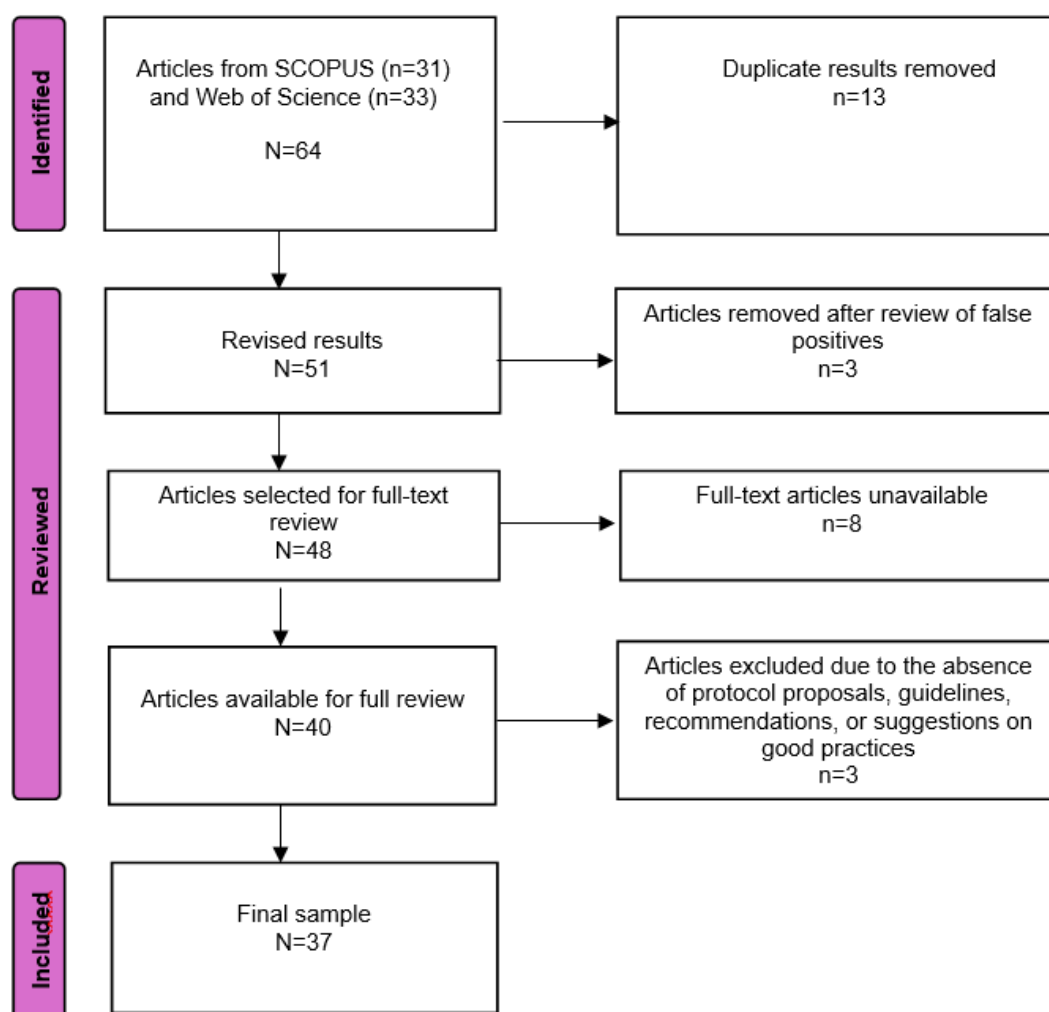 Identified
Articles from SCOPUS (n=31)
and Web of Science (n=33)
N=64
Duplicate results removed
n=13
Reviewed
Revised results
N=51
Articles removed after review of false
positives
n=3
Articles selected for full-text
review
N=48
Full-text articles unavailable
n=8
Articles available for full review
N=40
Articles excluded due to the absence
of protocol proposals, guidelines,
recommendations, or suggestions on
good practices
n=3
Included
Final sample
N=37